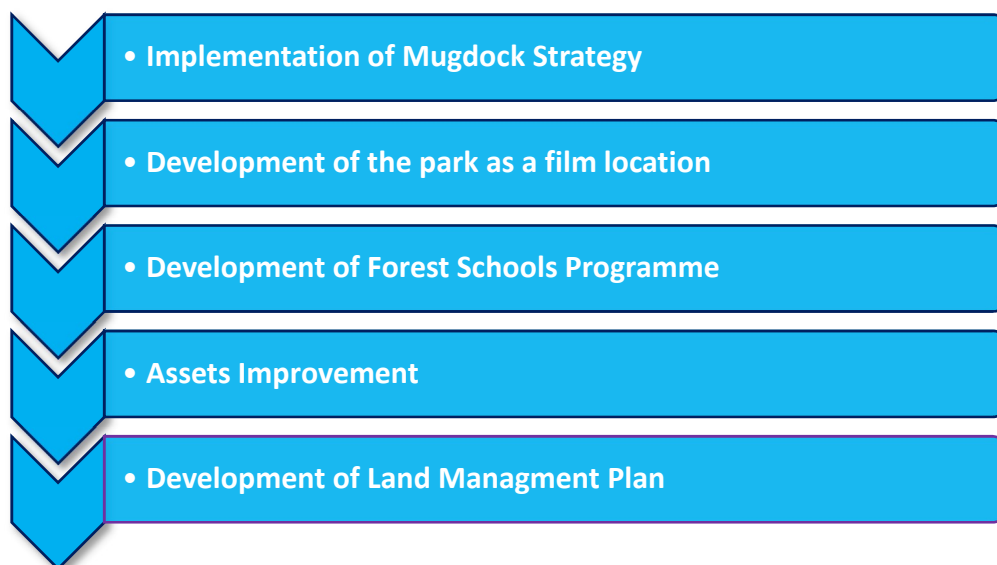 • Implementation of Mugdock Strategy
• Development of the park as a film location
• Development of Forest Schools Programme
• Assets Improvement
• Development of Land Managment Plan